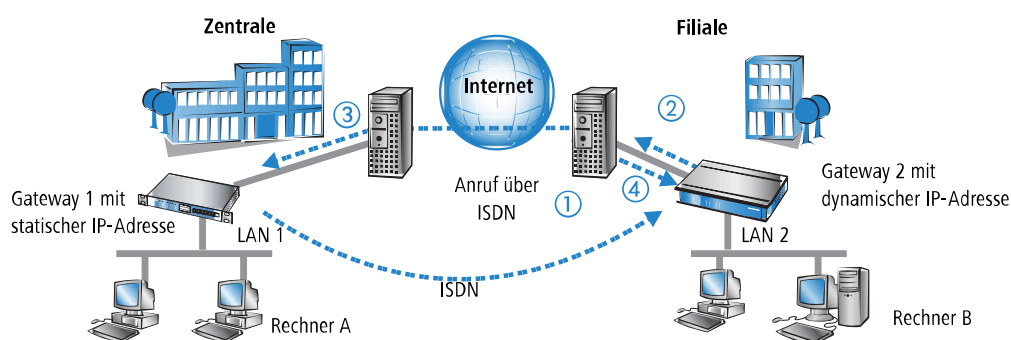 Zentrale
Filiale
Internet
③
②
Anruf über
ISDN
①
④
Gateway 1 mit
statischer IP-Adresse
Gateway 2 mit
dynamischer IP-Adresse
LAN 1
LAN 2
ISDN
Rechner A
Rechner B